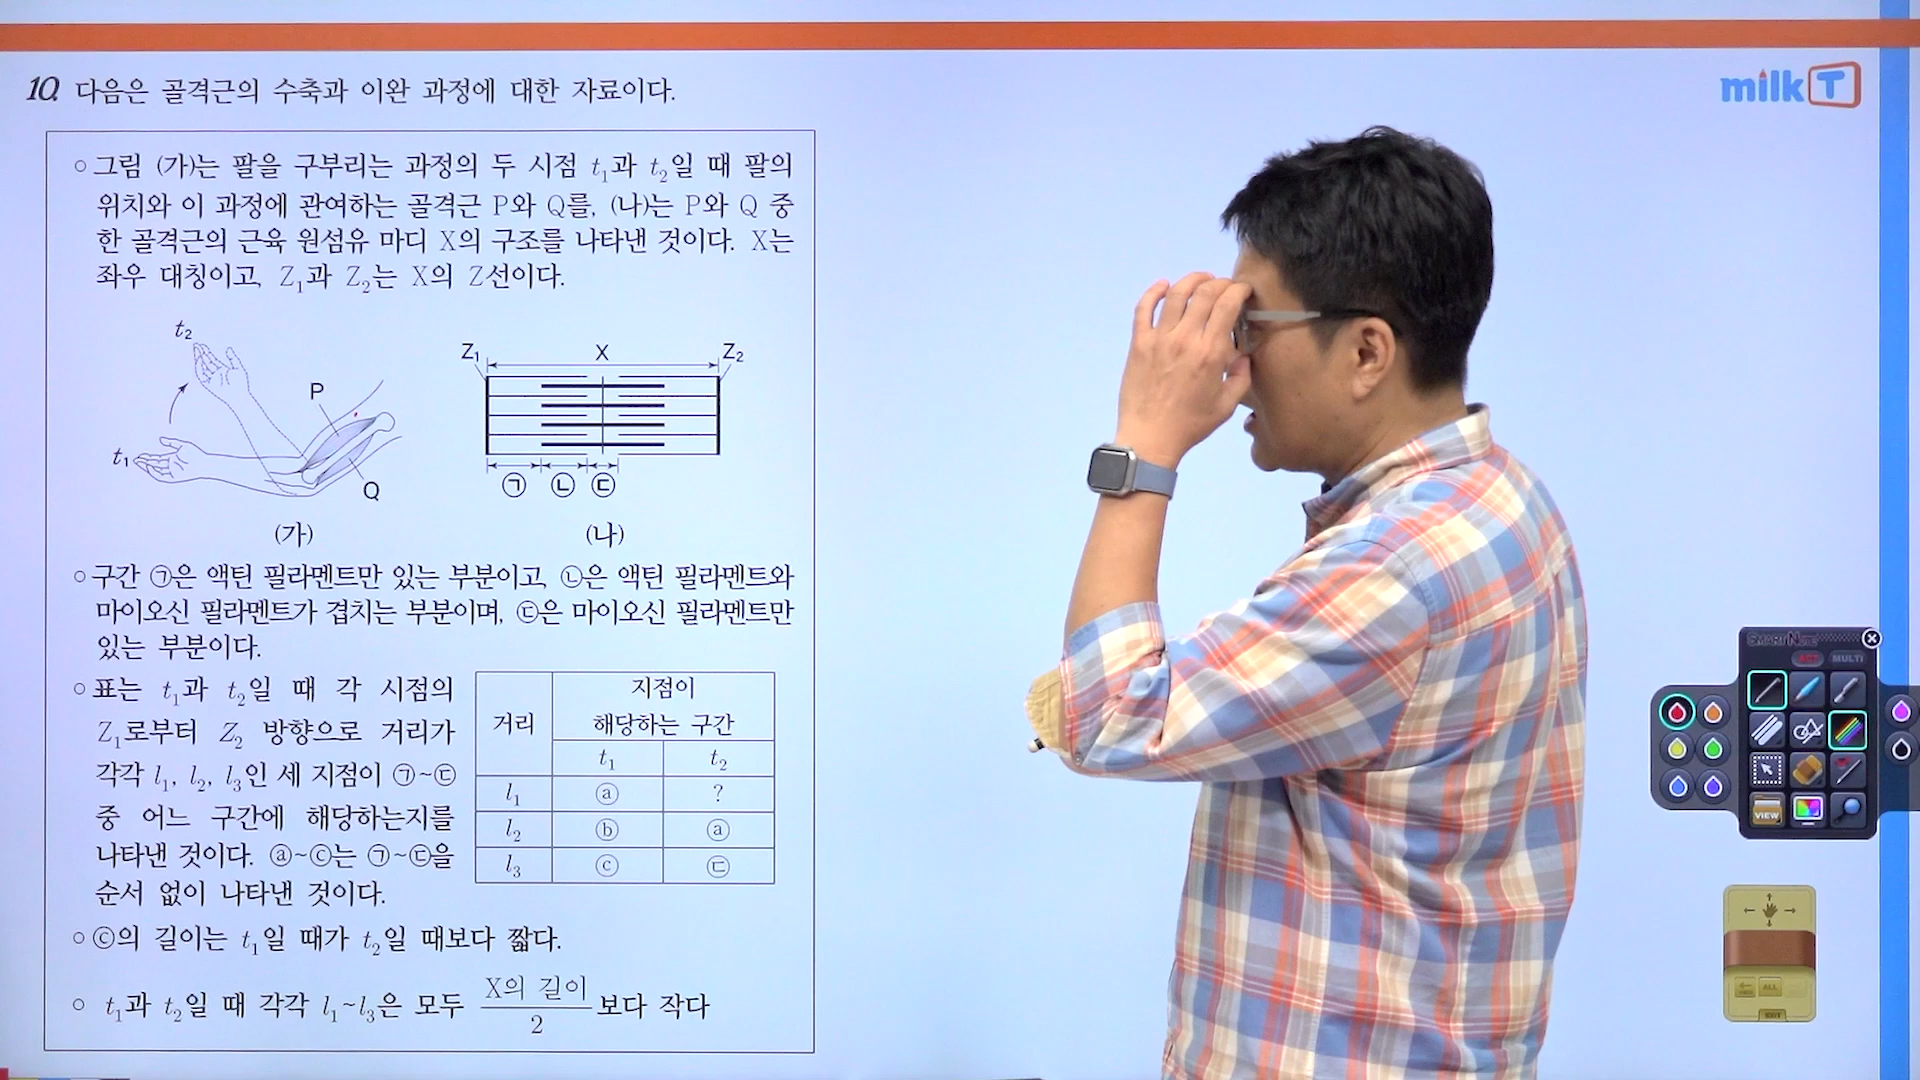 10. 다음은 골격근의 수축과 이완 과정에 대한 자료이다.
milk T
○ 그림 (가)는 팔을 구부리는 과정의 두 시점 t₁과 t₂일 때 팔의
위치와 이 과정에 관여하는 골격근 P와 Q를, (나)는 P와 Q 중
한 골격근의 근육 원섬유 마디 X의 구조를 나타낸 것이다. X는
좌우 대칭이고, Z₁과 Z₂는 X의 Z선이다.
t₂
P
t₁
Q
(가)
Z₁ X Z₂
㉠ ㉡ ㉢
(나)
○ 구간 ㉠은 액틴 필라멘트만 있는 부분이고, ㉡은 액틴 필라멘트와
마이오신 필라멘트가 겹치는 부분이며, ㉢은 마이오신 필라멘트만
있는 부분이다.
○ 표는 t₁과 t₂일 때 각 시점의
Z₁로부터 Z₂ 방향으로 거리가
각각 l₁, l₂, l₃인 세 지점이 ㉠~㉢
중 어느 구간에 해당하는지를
나타낸 것이다. ⓐ~ⓒ는 ㉠~㉢을
순서 없이 나타낸 것이다.
거리 지점이
해당하는 구간
t₁ t₂
l₁ ⓐ ?
l₂ ⓑ ⓐ
l₃ ⓒ ㉢
○ ⓒ의 길이는 t₁일 때가 t₂일 때보다 짧다.
○ t₁과 t₂일 때 각각 l₁~l₃은 모두 X의 길이/2 보다 작다
SMART NOTE
MULTI
VIEW
ALL